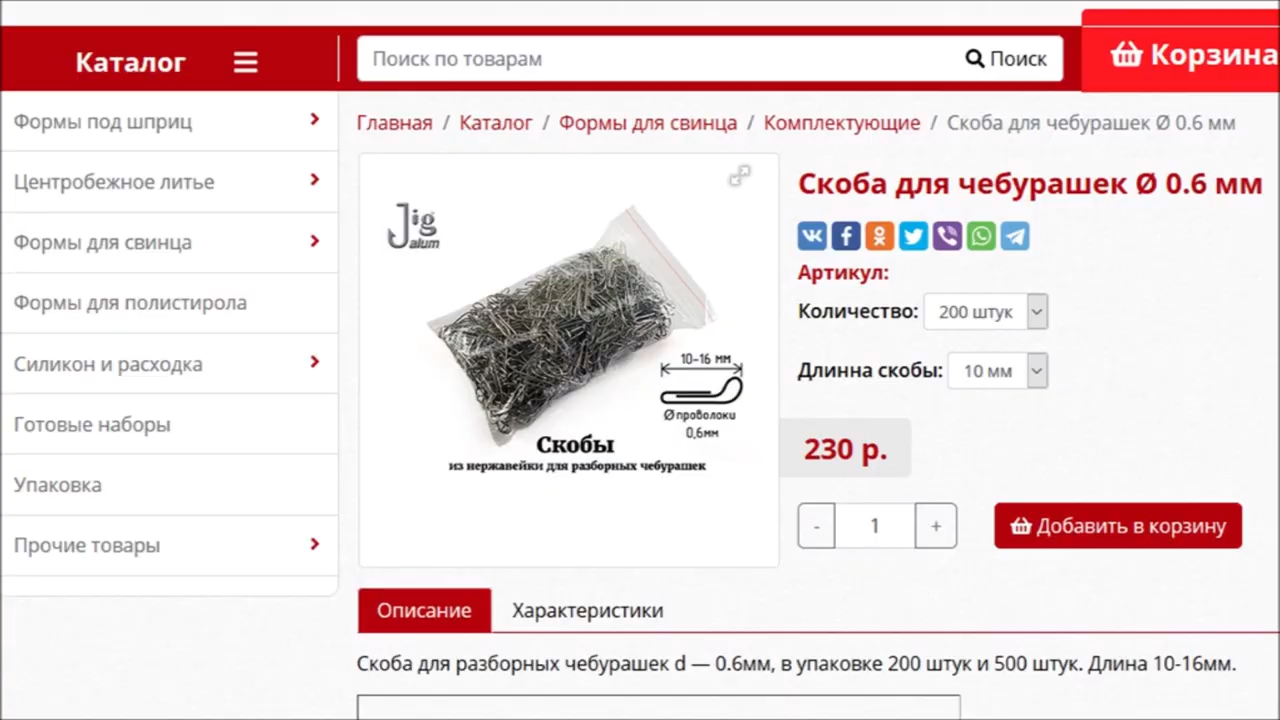 Каталог
Поиск по товарам
Поиск
Корзина
Формы под шприц
Центробежное литье
Формы для свинца
Формы для полистирола
Силикон и расходка
Готовые наборы
Упаковка
Прочие товары
Главная / Каталог / Формы для свинца / Комплектующие / Скоба для чебурашек Ø 0.6 мм
Jig
alum
10-16 мм
Ø проволоки
0,6мм
Скобы
из нержавейки для разборных чебурашек
Скоба для чебурашек Ø 0.6 мм
Артикул:
Количество: 200 штук
Длинна скобы: 10 мм
230 р.
- 1 +
Добавить в корзину
Описание
Характеристики
Скоба для разборных чебурашек d — 0.6мм, в упаковке 200 штук и 500 штук. Длина 10-16мм.